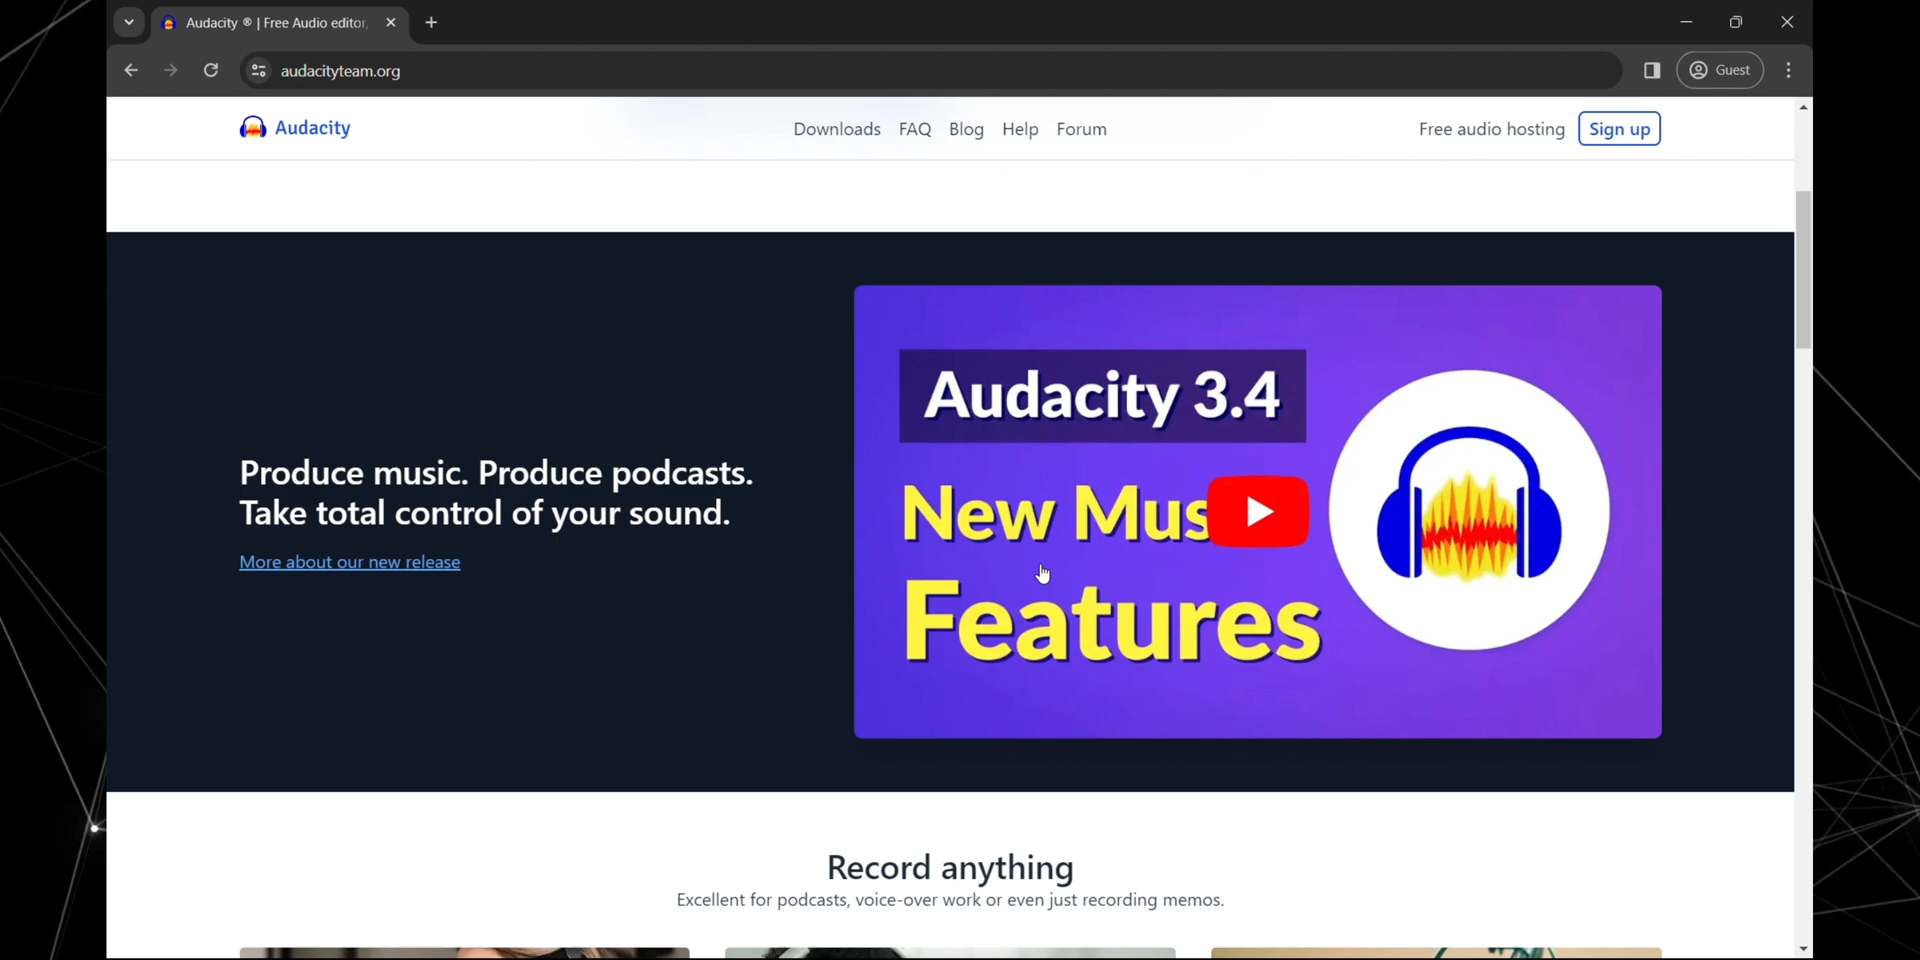 Audacity ® | Free Audio editor,
audacityteam.org
Guest
Audacity
Downloads FAQ Blog Help Forum
Free audio hosting Sign up
Audacity 3.4
New Mus
Features
Produce music. Produce podcasts.
Take total control of your sound.
More about our new release
Record anything
Excellent for podcasts, voice-over work or even just recording memos.